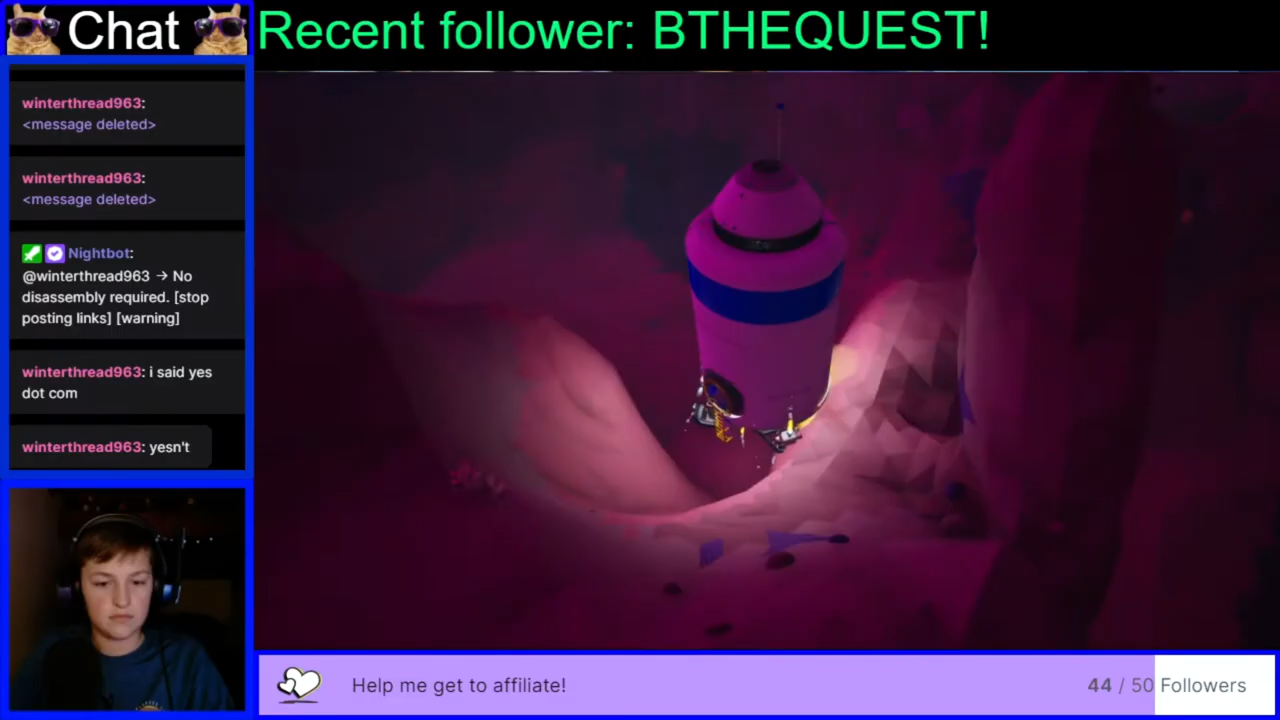 Chat
Recent follower: BTHEQUEST!
winterthread963:
<message deleted>
winterthread963:
<message deleted>
Nightbot:
@winterthread963 → No
disassembly required. [stop
posting links] [warning]
winterthread963: i said yes
dot com
winterthread963: yesn't
Help me get to affiliate!
44 / 50 Followers